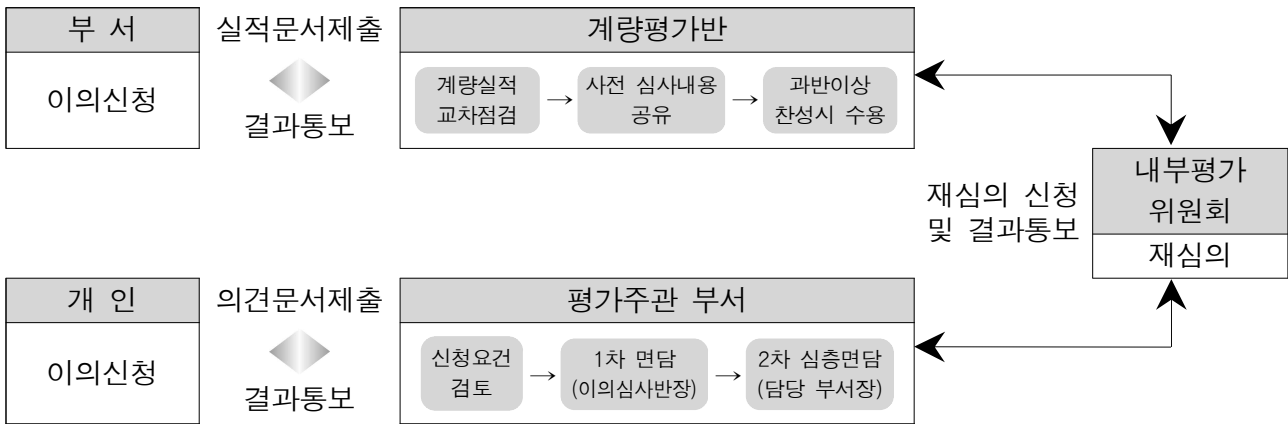 부 서
이의신청
실적문서제출
결과통보
계량평가반
계량실적
교차점검
→
사전 심사내용
공유
→
과반이상
찬성시 수용
재심의 신청
및 결과통보
내부평가
위원회
재심의
개 인
이의신청
의견문서제출
결과통보
평가주관 부서
신청요건
검토
→
1차 면담
(이의심사반장)
→
2차 심층면담
(담당 부서장)